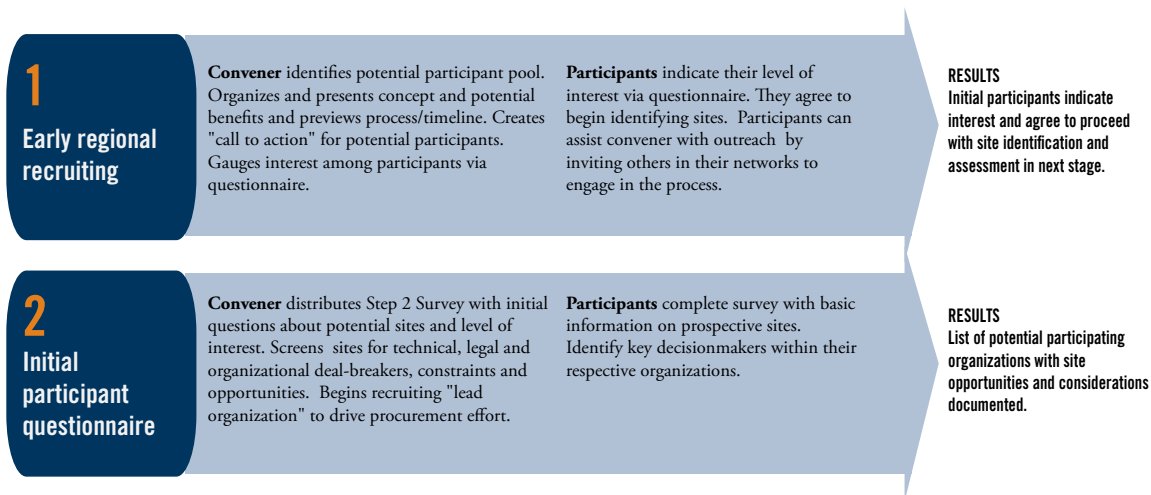 1
Early regional
recruiting
Convener identifies potential participant pool.
Organizes and presents concept and potential
benefits and previews process/timeline. Creates
"call to action" for potential participants.
Gauges interest among participants via
questionnaire.
Participants indicate their level of
interest via questionnaire. They agree to
begin identifying sites. Participants can
assist convener with outreach by
inviting others in their networks to
engage in the process.
RESULTS
Initial participants indicate
interest and agree to proceed
with site identification and
assessment in next stage.
2
Initial
participant
questionnaire
Convener distributes Step 2 Survey with initial
questions about potential sites and level of
interest. Screens sites for technical, legal and
organizational deal-breakers, constraints and
opportunities. Begins recruiting "lead
organization" to drive procurement effort.
Participants complete survey with basic
information on prospective sites.
Identify key decisionmakers within their
respective organizations.
RESULTS
List of potential participating
organizations with site
opportunities and considerations
documented.